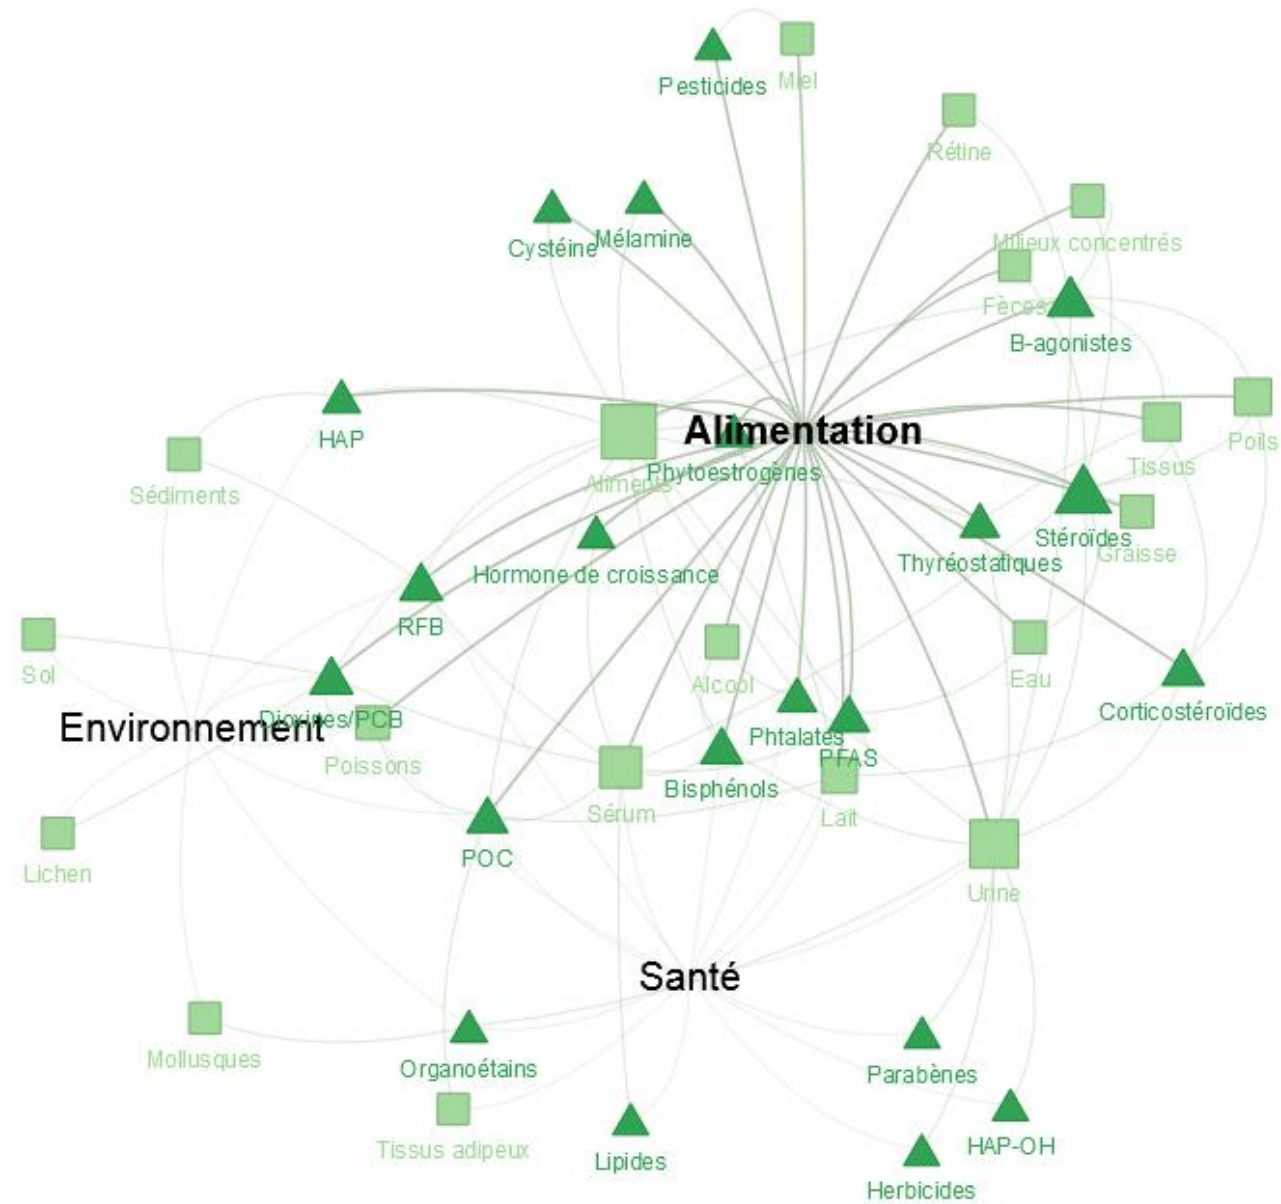 Pesticides
Miel
Rétine
Cystéine
Mélamine
Milieux concentrés
Fèces
B-agonistes
HAP
Alimentation
Poils
Sédiments
Aliments
Phytoestrogènes
Tissus
Stéroïdes
Graisse
Thyréostatiques
Hormone de croissance
RFB
Sol
Alcool
Eau
Dioxines/PCB
Environnement
Corticostéroïdes
Phtalates
PFAS
Poissons
Bisphénols
Sérum
Lait
POC
Lichen
Urine
Santé
Mollusques
Organoétains
Parabènes
Tissus adipeux
Lipides
HAP-OH
Herbicides